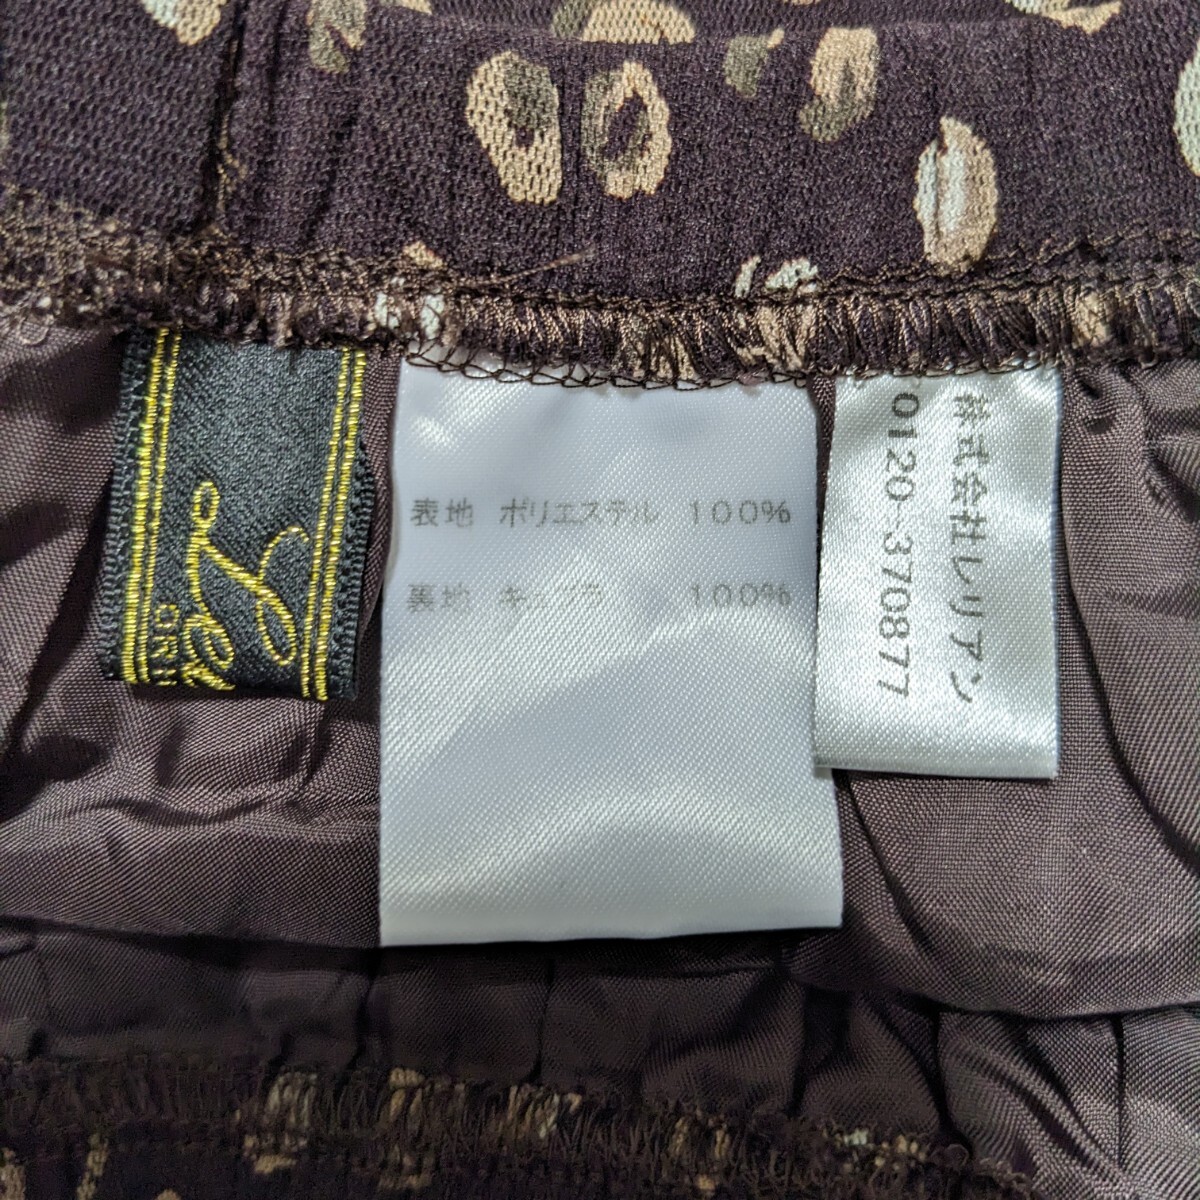 表地 ポリエステル 100%
裏地 キュプラ 100%
株式会社レリアン
0120-370877